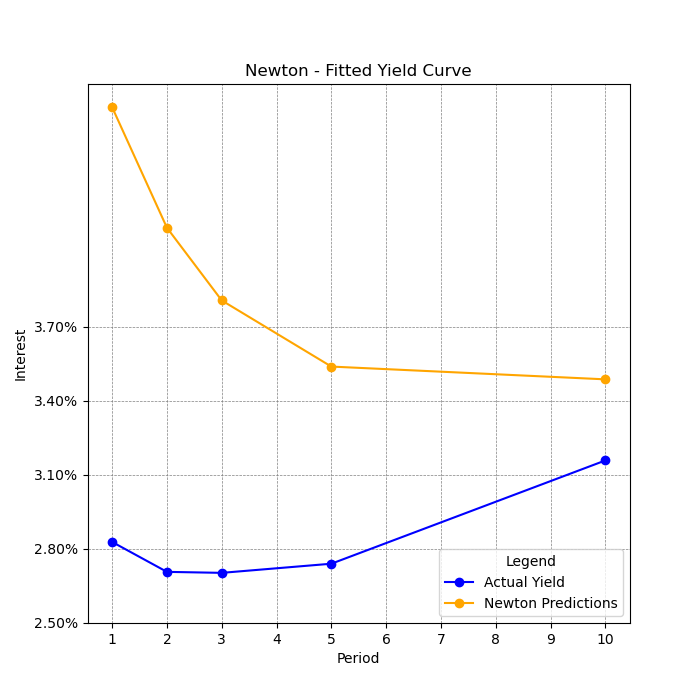 Newton - Fitted Yield Curve
Interest
3.70%
3.40%
3.10%
2.80%
2.50%
1 2 3 4 5 6 7 8 9 10
Period
Legend
Actual Yield
Newton Predictions